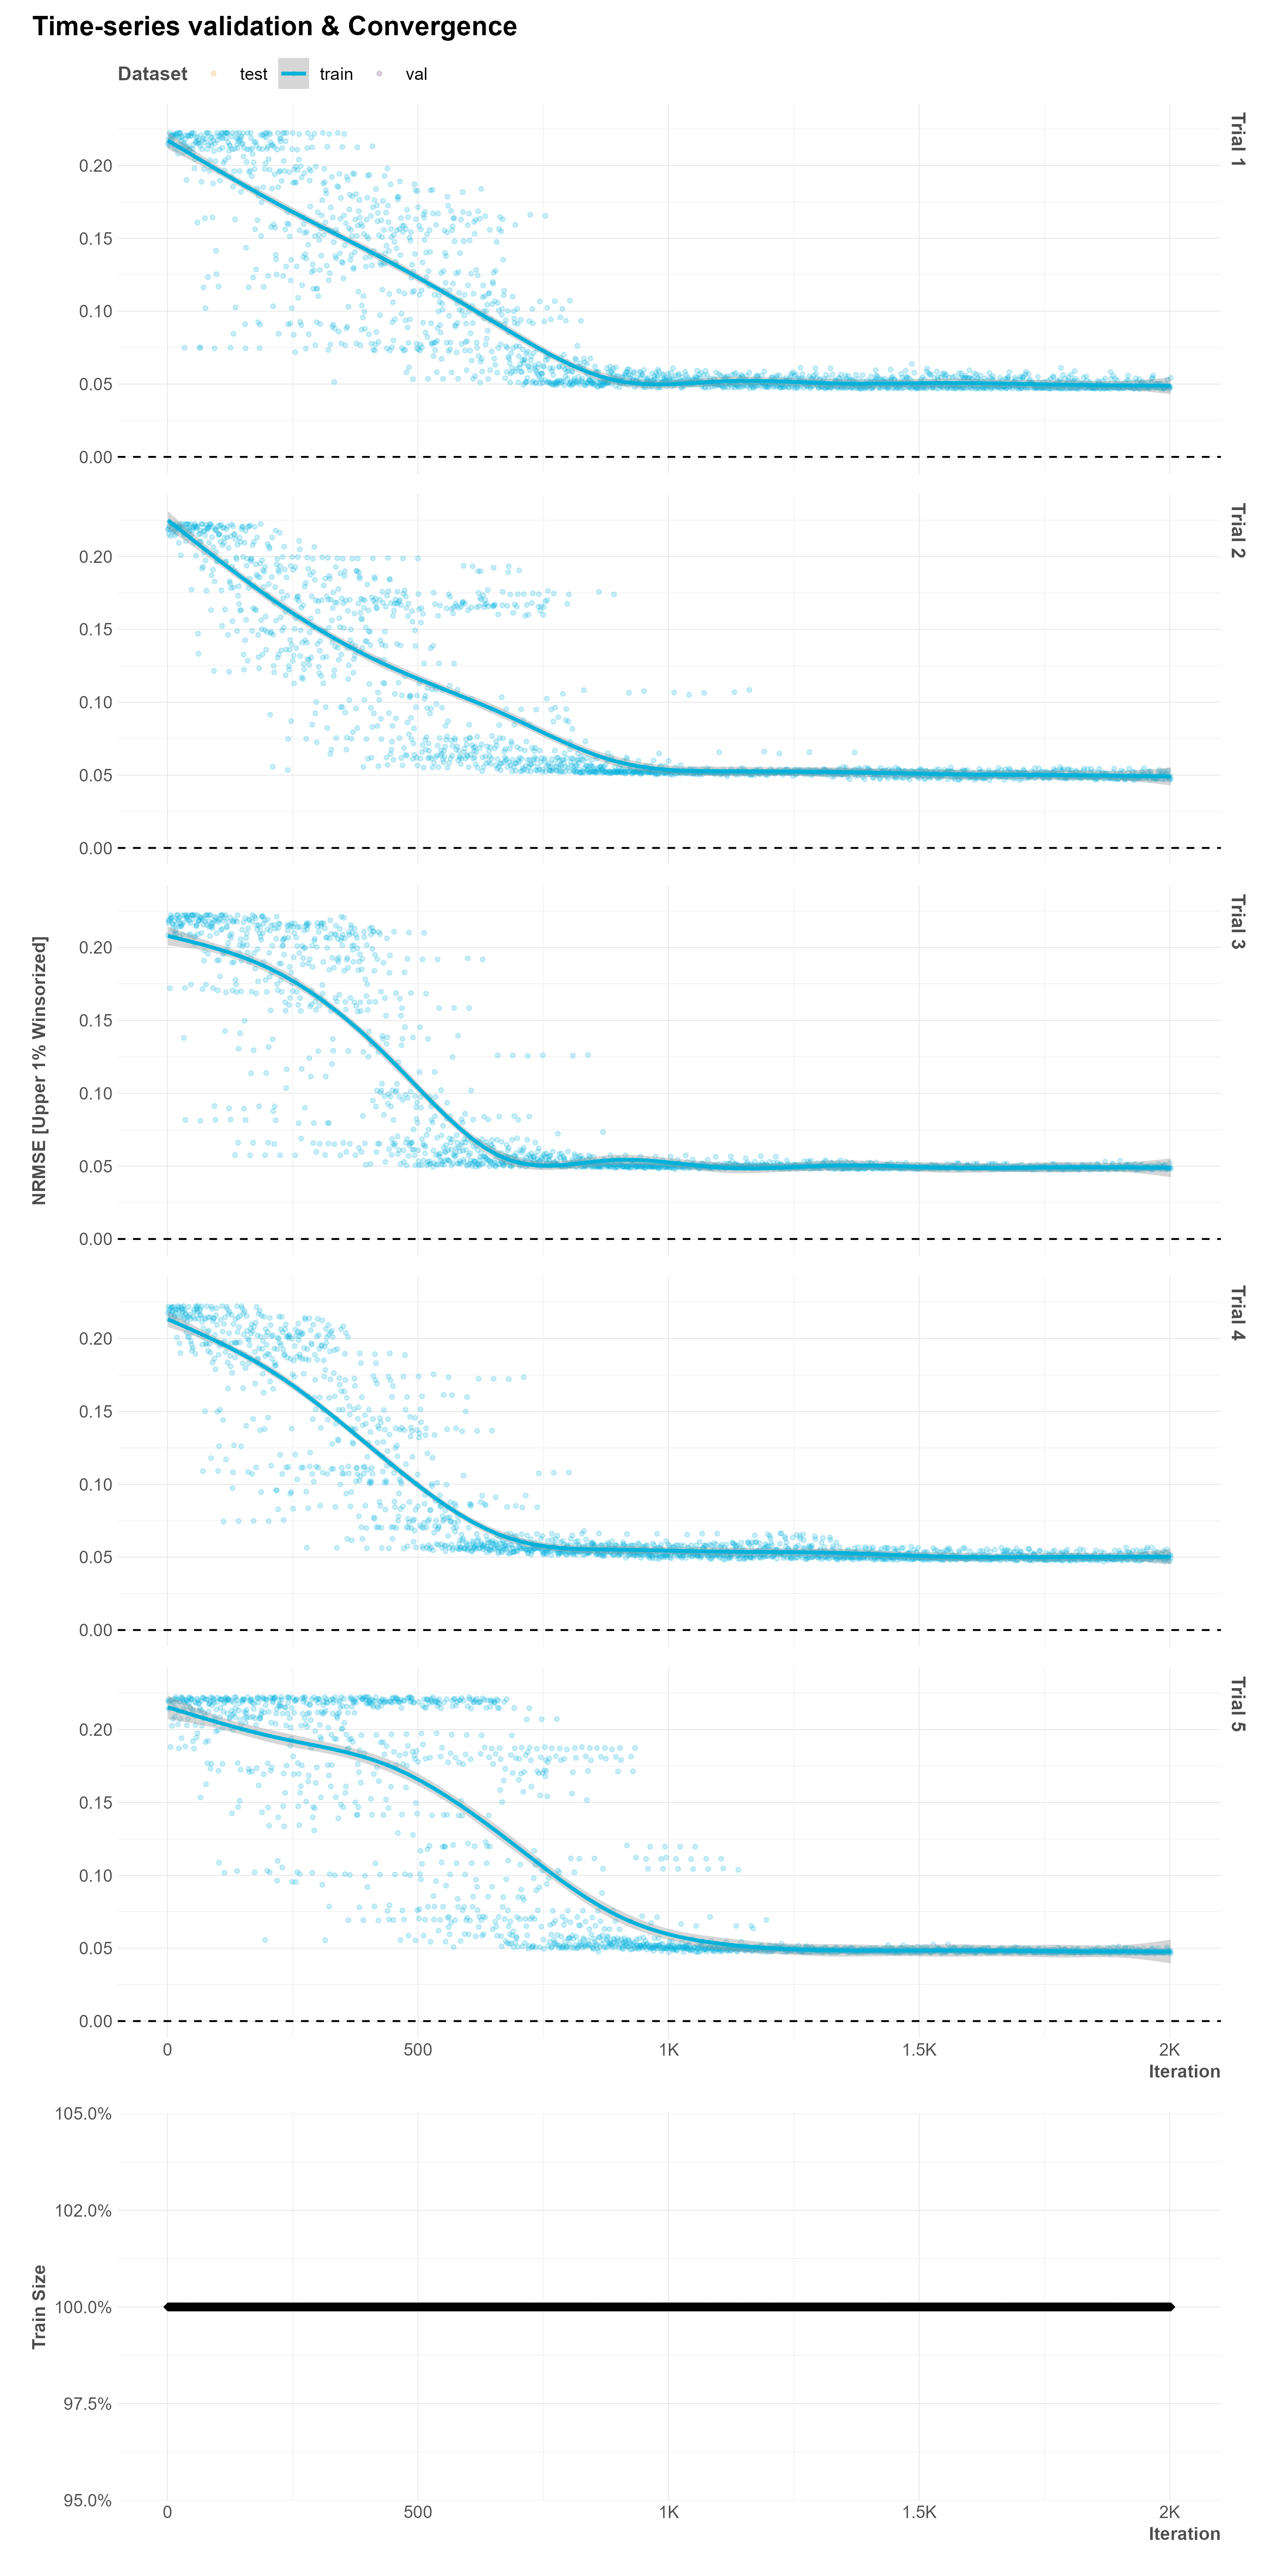 Time-series validation & Convergence
Dataset test train val
Trial 1
0.20
0.15
0.10
0.05
0.00
Trial 2
0.20
0.15
0.10
0.05
0.00
NRMSE [Upper 1% Winsorized]
Trial 3
0.20
0.15
0.10
0.05
0.00
Trial 4
0.20
0.15
0.10
0.05
0.00
Trial 5
0.20
0.15
0.10
0.05
0.00
0 500 1K 1.5K 2K
Iteration
Train Size
105.0%
102.0%
100.0%
97.5%
95.0%
0 500 1K 1.5K 2K
Iteration